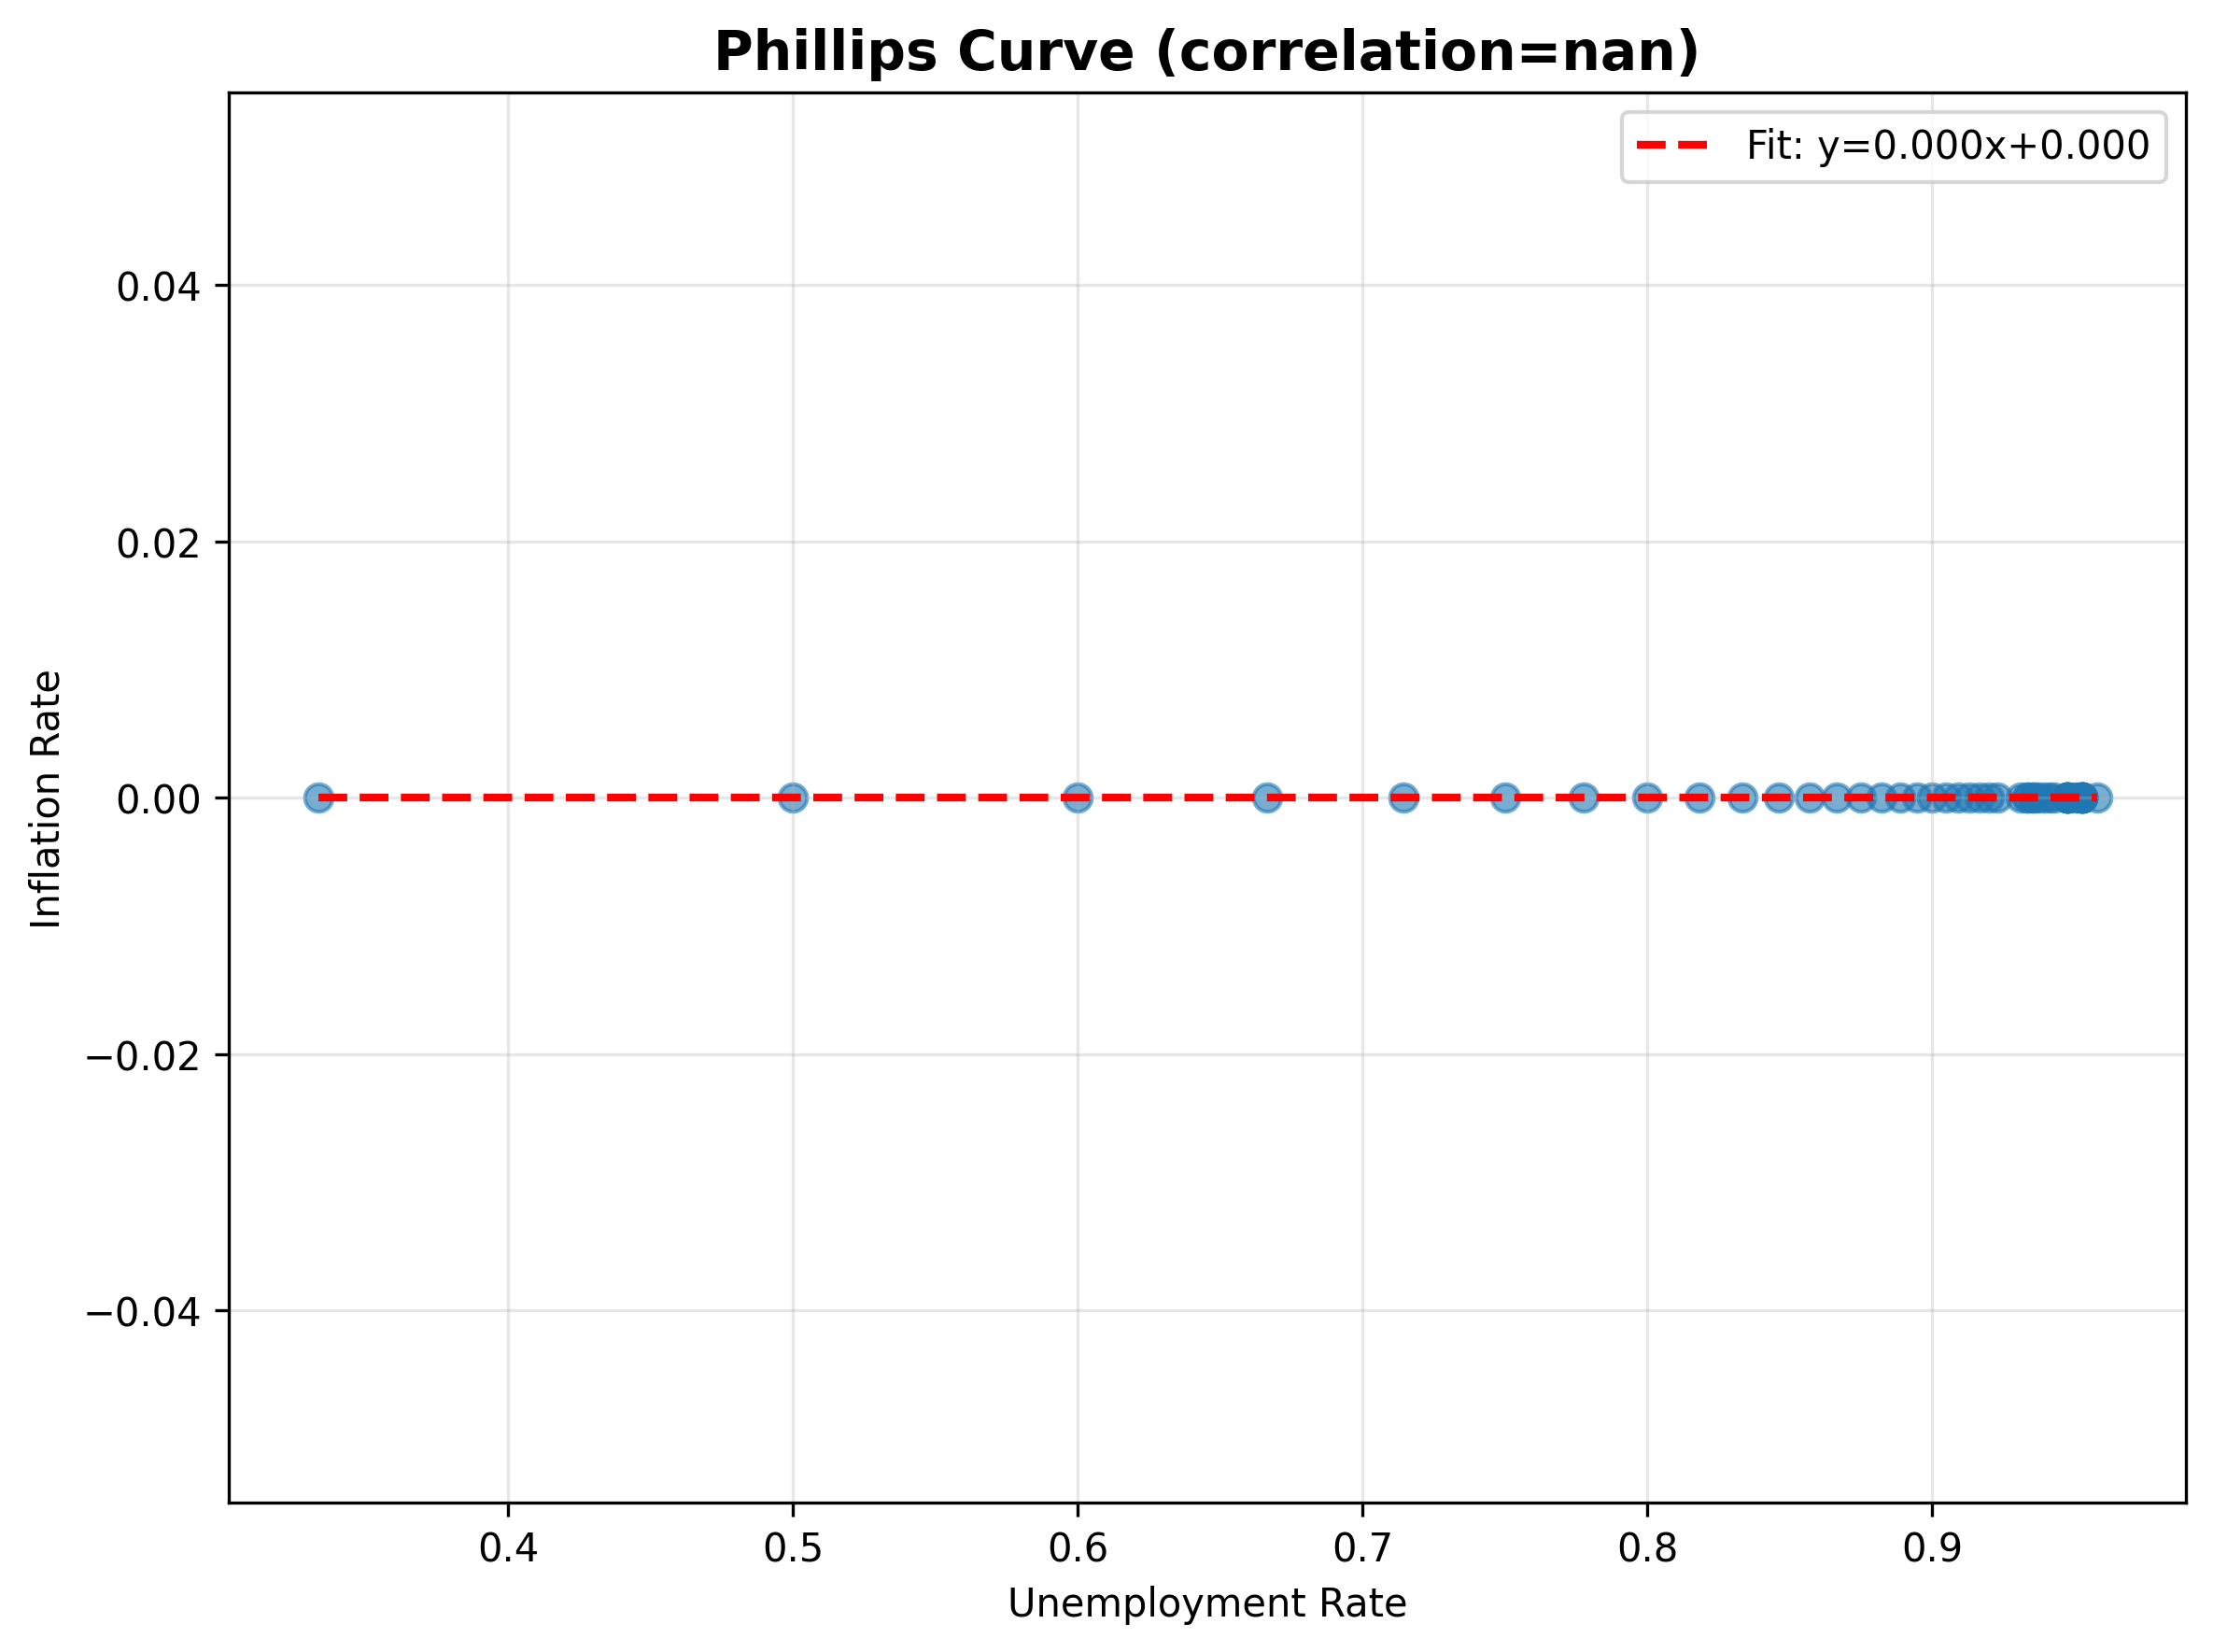 Phillips Curve (correlation=nan)
Fit: y=0.000x+0.000
0.04
0.02
0.00
−0.02
−0.04
Inflation Rate
0.4 0.5 0.6 0.7 0.8 0.9
Unemployment Rate